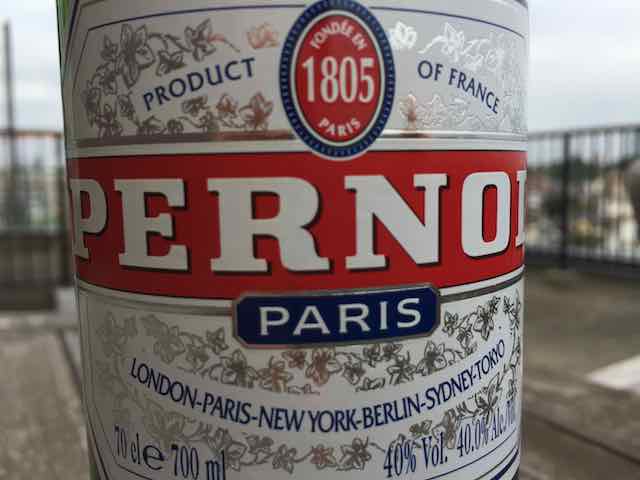 FONDÉE EN
1805
PARIS
PRODUCT OF FRANCE
PERNO
PARIS
LONDON-PARIS-NEW YORK-BERLIN-SYDNEY-TOKYO
70 cl e 700 ml 40% Vol. 40.0% Alc./Vol.